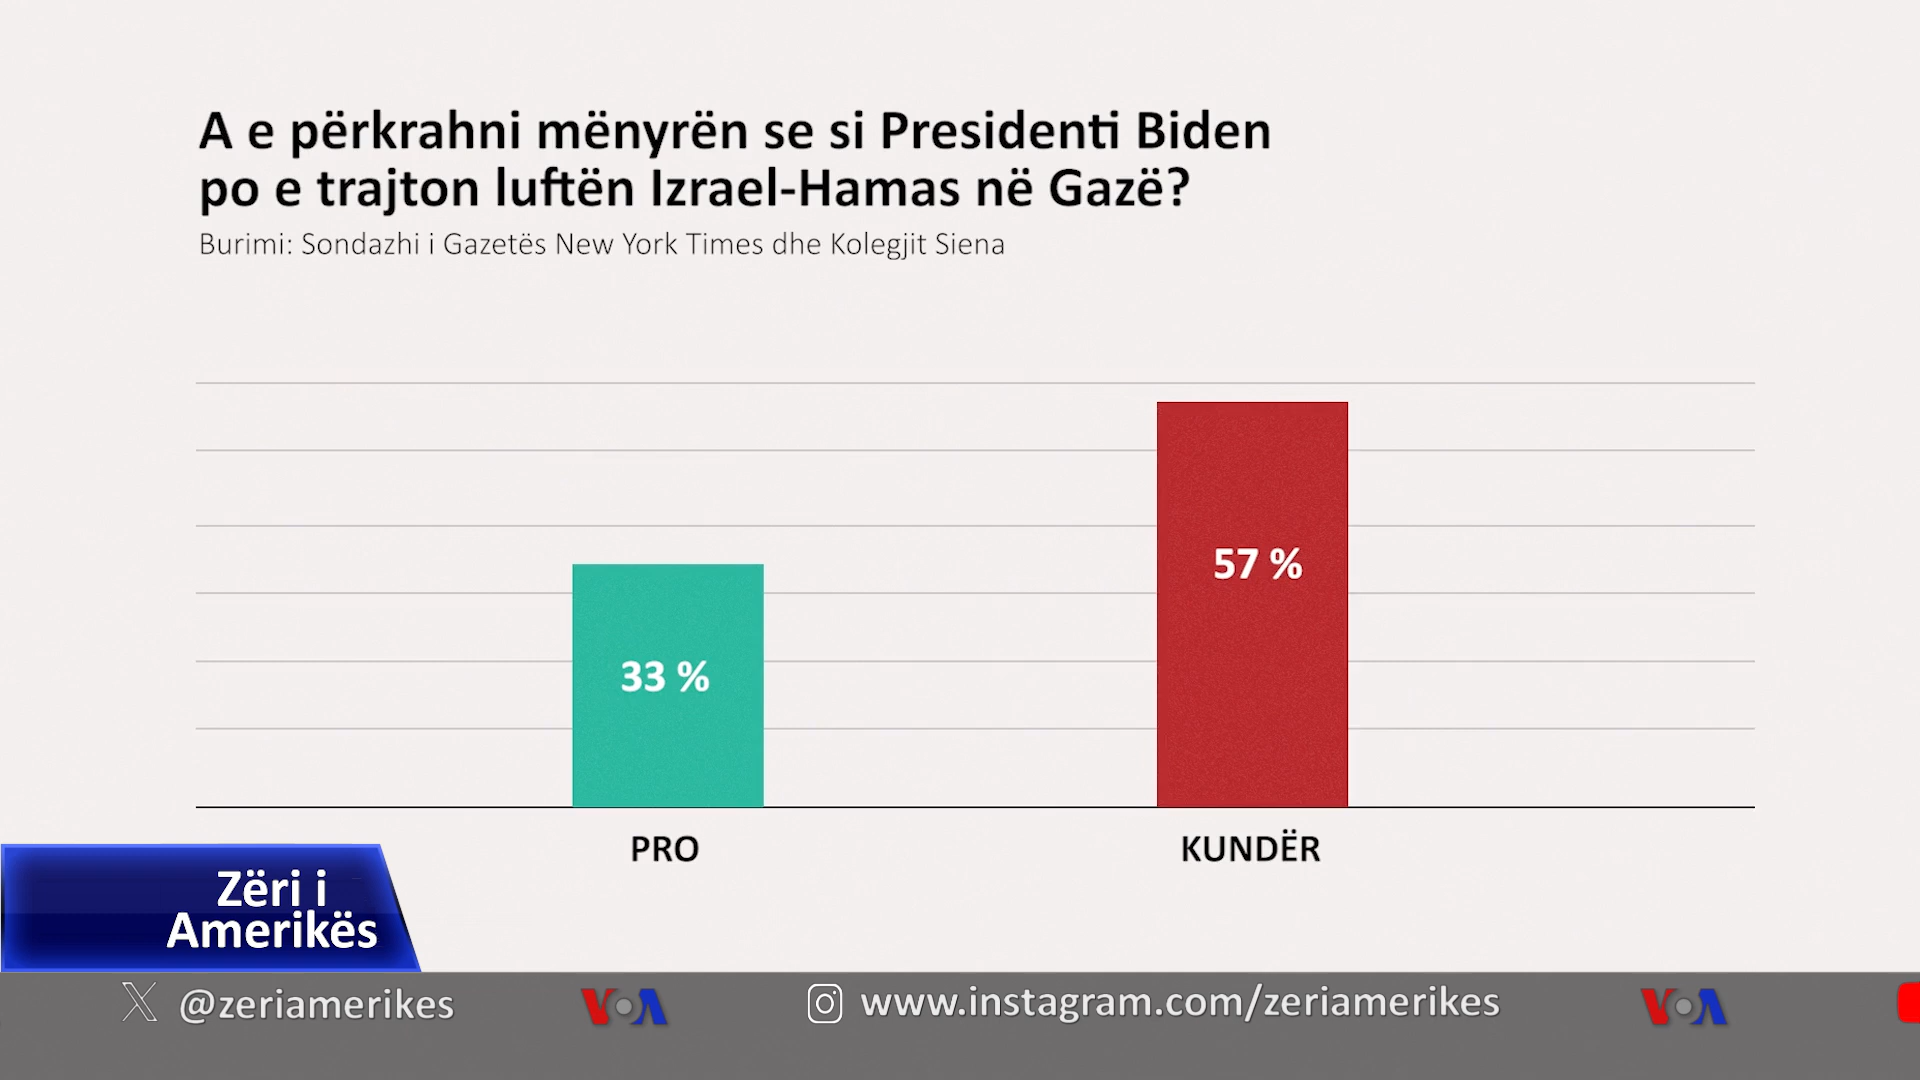 A e përkrahni mënyrën se si Presidenti Biden
po e trajton luftën Izrael-Hamas në Gazë?
Burimi: Sondazhi i Gazetës New York Times dhe Kolegjit Siena
33 %
57 %
PRO
KUNDËR
Zëri i
Amerikës
@zeriamerikes
VOA
www.instagram.com/zeriamerikes
VOA